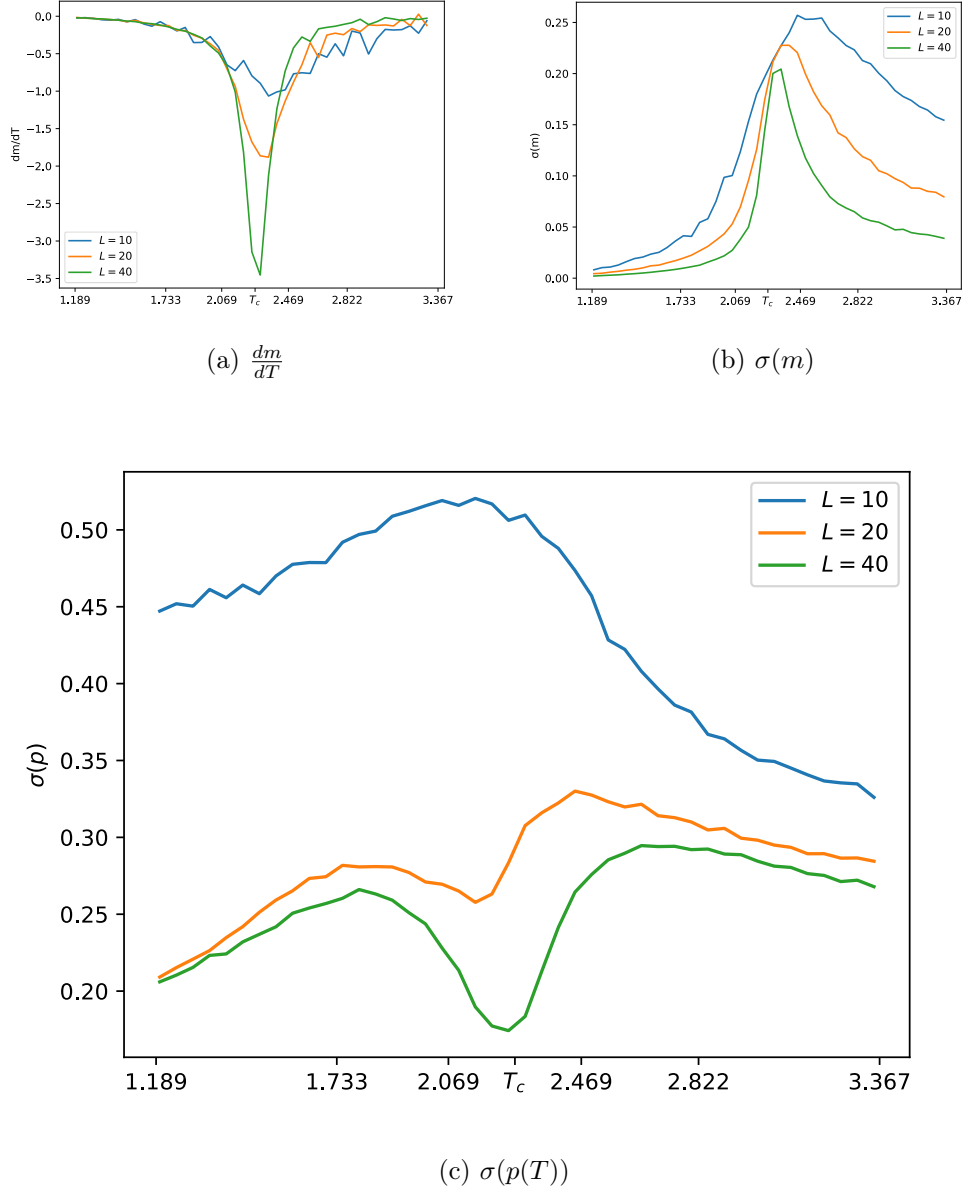 0.0
−0.5
−1.0
−1.5
−2.0
−2.5
−3.0
−3.5
dm/dT
L = 10
L = 20
L = 40
1.189 1.733 2.069 T_c 2.469 2.822 3.367
(a) dm/dT
0.25
0.20
0.15
0.10
0.05
0.00
σ(m)
L = 10
L = 20
L = 40
1.189 1.733 2.069 T_c 2.469 2.822 3.367
(b) σ(m)
0.50
0.45
0.40
0.35
0.30
0.25
0.20
σ(p)
L = 10
L = 20
L = 40
1.189 1.733 2.069 T_c 2.469 2.822 3.367
(c) σ(p(T))